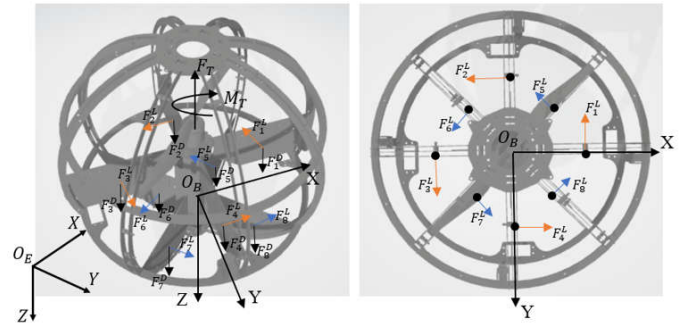 F_T
M_T
F_2^L
F_1^L
F_2^D
F_5^L
F_1^D
F_5^D
F_3^L
O_B
X
F_3^D
F_6^D
F_6^L
F_4^L
F_8^L
F_7^L
F_4^D
F_8^D
F_7^D
X
O_E
Y
Z
Z
Y
F_2^L
F_5^L
F_1^L
F_6^L
O_B
X
F_3^L
F_8^L
F_7^L
F_4^L
Y